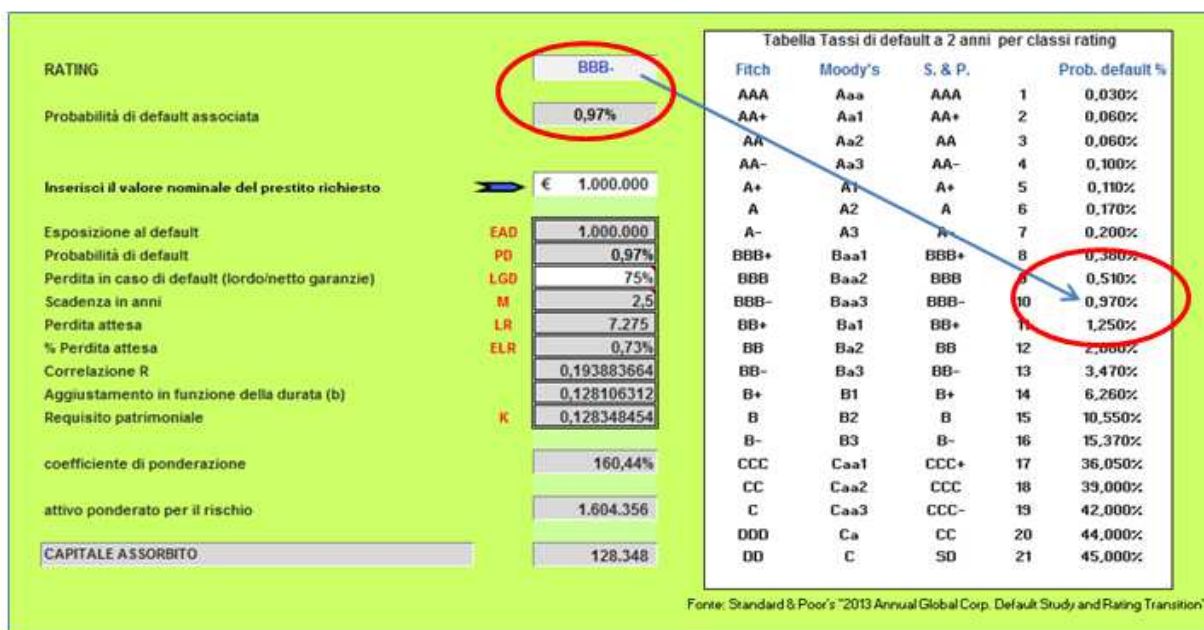 RATING BBB-
Probabilità di default associata 0,97%
Inserisci il valore nominale del prestito richiesto € 1.000.000
Esposizione al default EAD 1.000.000
Probabilità di default PD 0,97%
Perdita in caso di default (lordo/netto garanzie) LGD 75%
Scadenza in anni M 2,5
Perdita attesa LR 7.275
% Perdita attesa ELR 0,73%
Correlazione R 0,193883664
Aggiustamento in funzione della durata (b) 0,128106312
Requisito patrimoniale K 0,128348454
coefficiente di ponderazione 160,44%
attivo ponderato per il rischio 1.604.356
CAPITALE ASSORBITO 128.348
Tabella Tassi di default a 2 anni per classi rating
Fitch Moody's S. & P. Prob. default %
AAA Aaa AAA 1 0,030%
AA+ Aa1 AA+ 2 0,060%
AA Aa2 AA 3 0,060%
AA- Aa3 AA- 4 0,100%
A+ A1 A+ 5 0,110%
A A2 A 6 0,170%
A- A3 A- 7 0,200%
BBB+ Baa1 BBB+ 8 0,380%
BBB Baa2 BBB 0,510%
BBB- Baa3 BBB- 10 0,970%
BB+ Ba1 BB+ 11 1,250%
BB Ba2 BB 12
BB- Ba3 BB- 13 3,470%
B+ B1 B+ 14 6,260%
B B2 B 15 10,550%
B- B3 B- 16 15,370%
CCC Caa1 CCC+ 17 36,050%
CC Caa2 CCC 18 39,000%
C Caa3 CCC- 19 42,000%
DDD Ca CC 20 44,000%
DD C SD 21 45,000%
Fonte: Standard & Poor's "2013 Annual Global Corp. Default Study and Rating Transition"